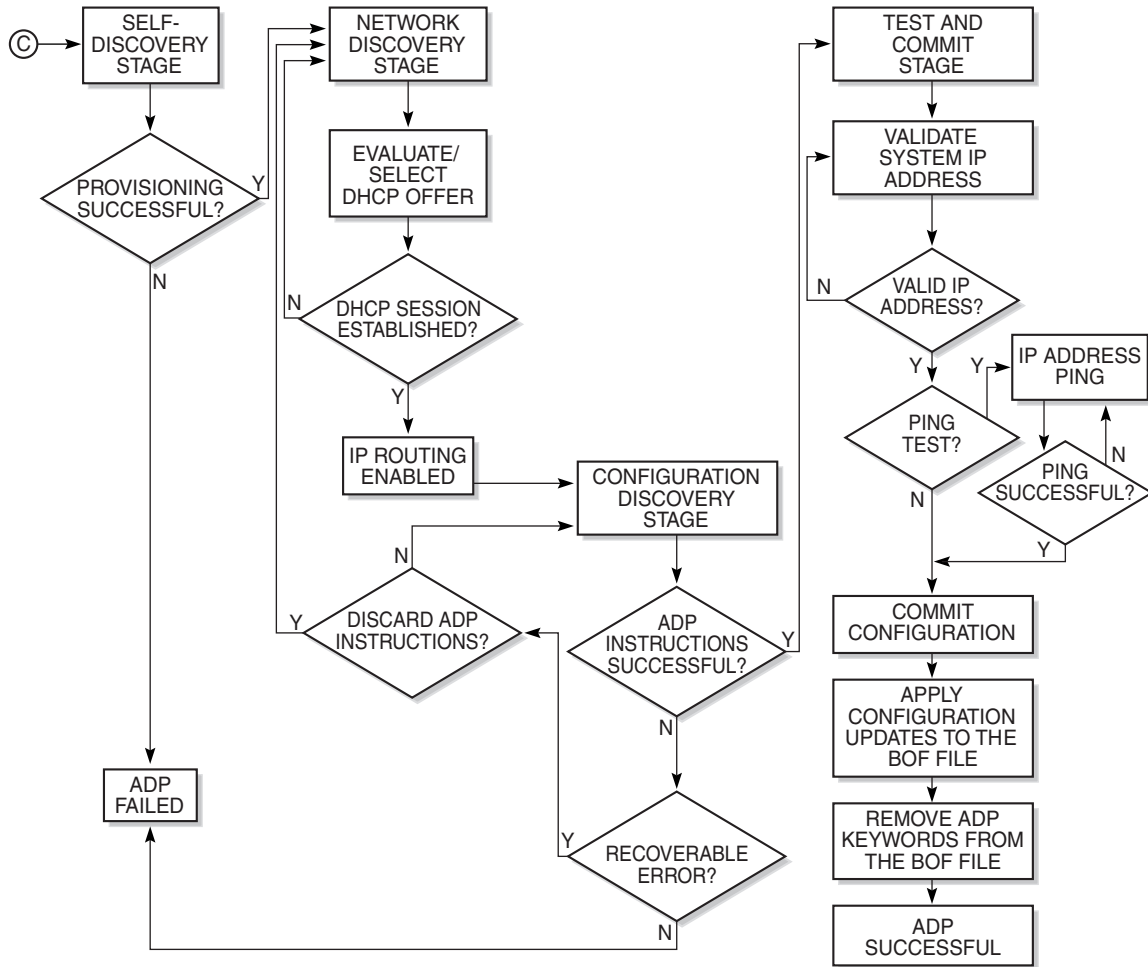 C
SELF-
DISCOVERY
STAGE
PROVISIONING
SUCCESSFUL?
Y
N
ADP
FAILED
NETWORK
DISCOVERY
STAGE
EVALUATE/
SELECT
DHCP OFFER
DHCP SESSION
ESTABLISHED?
N
Y
IP ROUTING
ENABLED
CONFIGURATION
DISCOVERY
STAGE
N
DISCARD ADP
INSTRUCTIONS?
Y
ADP
INSTRUCTIONS
SUCCESSFUL?
Y
N
RECOVERABLE
ERROR?
Y
N
TEST AND
COMMIT
STAGE
VALIDATE
SYSTEM IP
ADDRESS
VALID IP
ADDRESS?
N
Y
PING
TEST?
Y
N
IP ADDRESS
PING
PING
SUCCESSFUL?
N
Y
COMMIT
CONFIGURATION
APPLY
CONFIGURATION
UPDATES TO THE
BOF FILE
REMOVE ADP
KEYWORDS FROM
THE BOF FILE
ADP
SUCCESSFUL